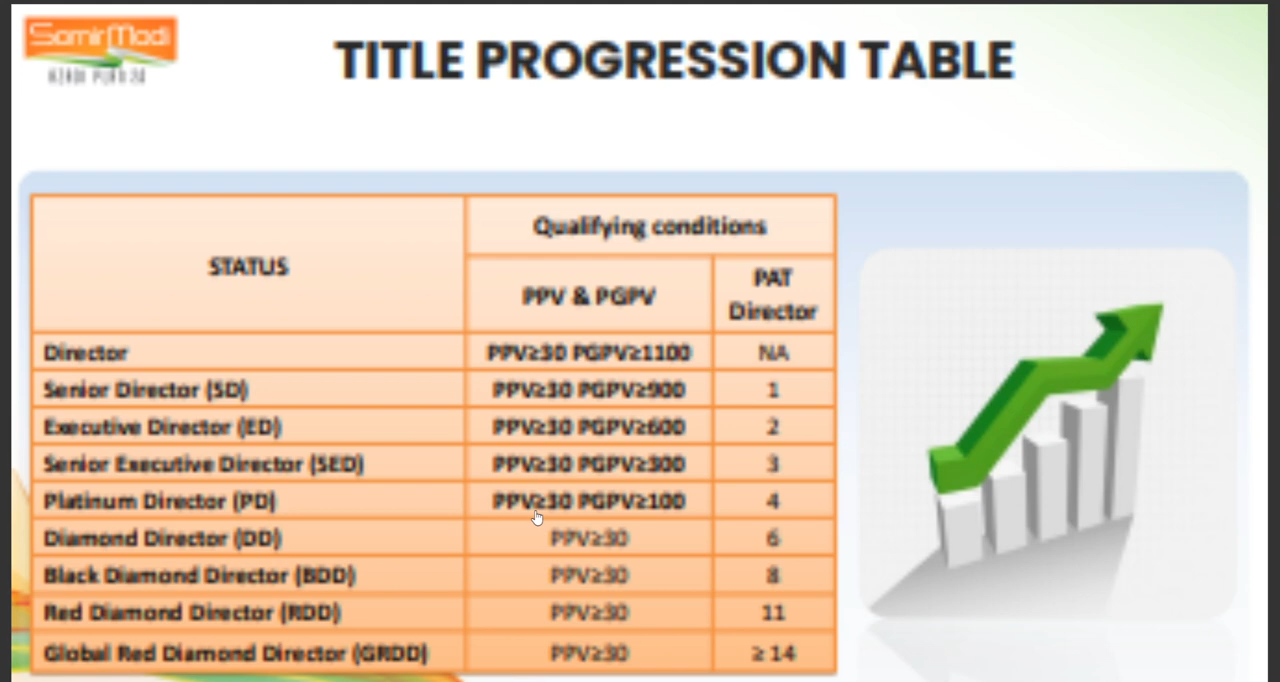 SamirModi
TITLE PROGRESSION TABLE
STATUS
Qualifying conditions
PPV & PGPV
PAT
Director
Director PPV≥30 PGPV≥1100 NA
Senior Director (SD) PPV≥30 PGPV≥900 1
Executive Director (ED) PPV≥30 PGPV≥600 2
Senior Executive Director (SED) PPV≥30 PGPV≥300 3
Platinum Director (PD) PPV≥30 PGPV≥100 4
Diamond Director (DD) PPV≥30 6
Black Diamond Director (BDD) PPV≥30 8
Red Diamond Director (RDD) PPV≥30 11
Global Red Diamond Director (GRDD) PPV≥30 ≥ 14